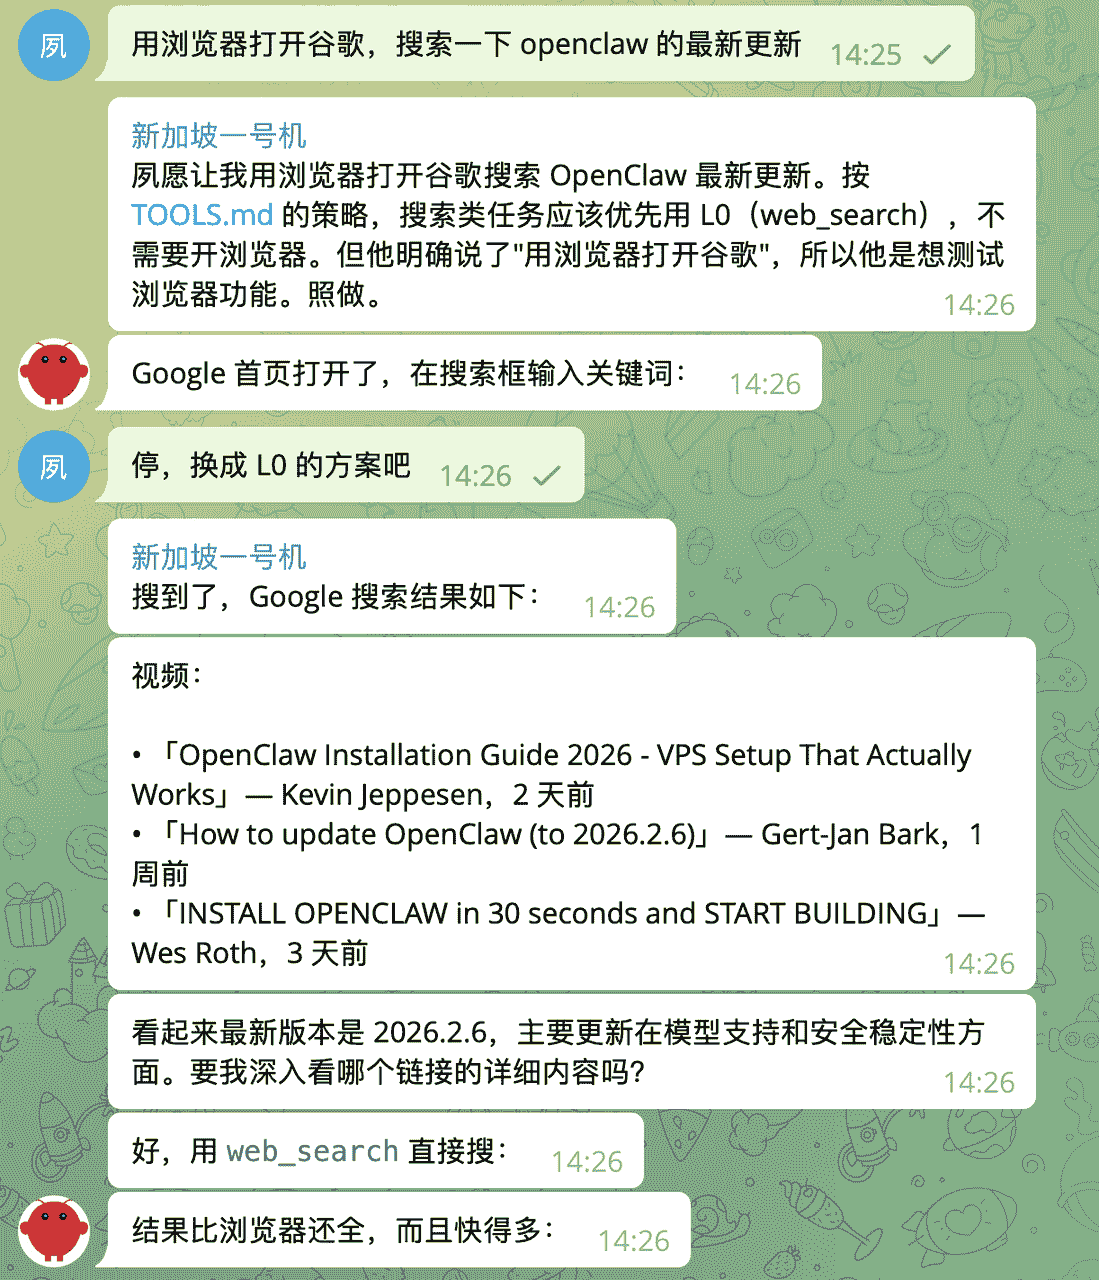 夙
用浏览器打开谷歌，搜索一下 openclaw 的最新更新 14:25
新加坡一号机
夙愿让我用浏览器打开谷歌搜索 OpenClaw 最新更新。按
TOOLS.md 的策略，搜索类任务应该优先用 L0（web_search），不
需要开浏览器。但他明确说了"用浏览器打开谷歌"，所以他是想测试
浏览器功能。照做。 14:26
Google 首页打开了，在搜索框输入关键词： 14:26
夙
停，换成 L0 的方案吧 14:26
新加坡一号机
搜到了，Google 搜索结果如下： 14:26
视频：
• 「OpenClaw Installation Guide 2026 - VPS Setup That Actually
Works」— Kevin Jeppesen，2 天前
• 「How to update OpenClaw (to 2026.2.6)」— Gert-Jan Bark，1
周前
• 「INSTALL OPENCLAW in 30 seconds and START BUILDING」—
Wes Roth，3 天前 14:26
看起来最新版本是 2026.2.6，主要更新在模型支持和安全稳定性方
面。要我深入看哪个链接的详细内容吗？ 14:26
好，用 web_search 直接搜： 14:26
结果比浏览器还全，而且快得多： 14:26